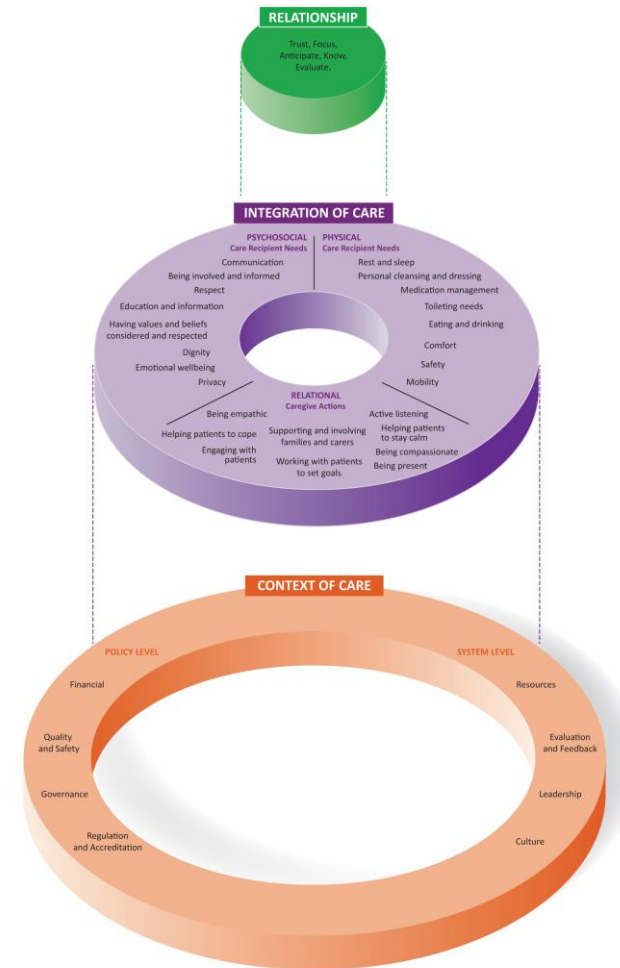 RELATIONSHIP
Trust, Focus,
Anticipate, Know,
Evaluate.
INTEGRATION OF CARE
PSYCHOSOCIAL
Care Recipient Needs
Communication
Being involved and informed
Respect
Education and information
Having values and beliefs
considered and respected
Dignity
Emotional wellbeing
Privacy
PHYSICAL
Care Recipient Needs
Rest and sleep
Personal cleansing and dressing
Medication management
Toileting needs
Eating and drinking
Comfort
Safety
Mobility
RELATIONAL
Caregive Actions
Being empathic
Helping patients to cope
Engaging with
patients
Supporting and involving
families and carers
Working with patients
to set goals
Active listening
Helping patients
to stay calm
Being compassionate
Being present
CONTEXT OF CARE
POLICY LEVEL
Financial
Quality
and Safety
Governance
Regulation
and Accreditation
SYSTEM LEVEL
Resources
Evaluation
and Feedback
Leadership
Culture